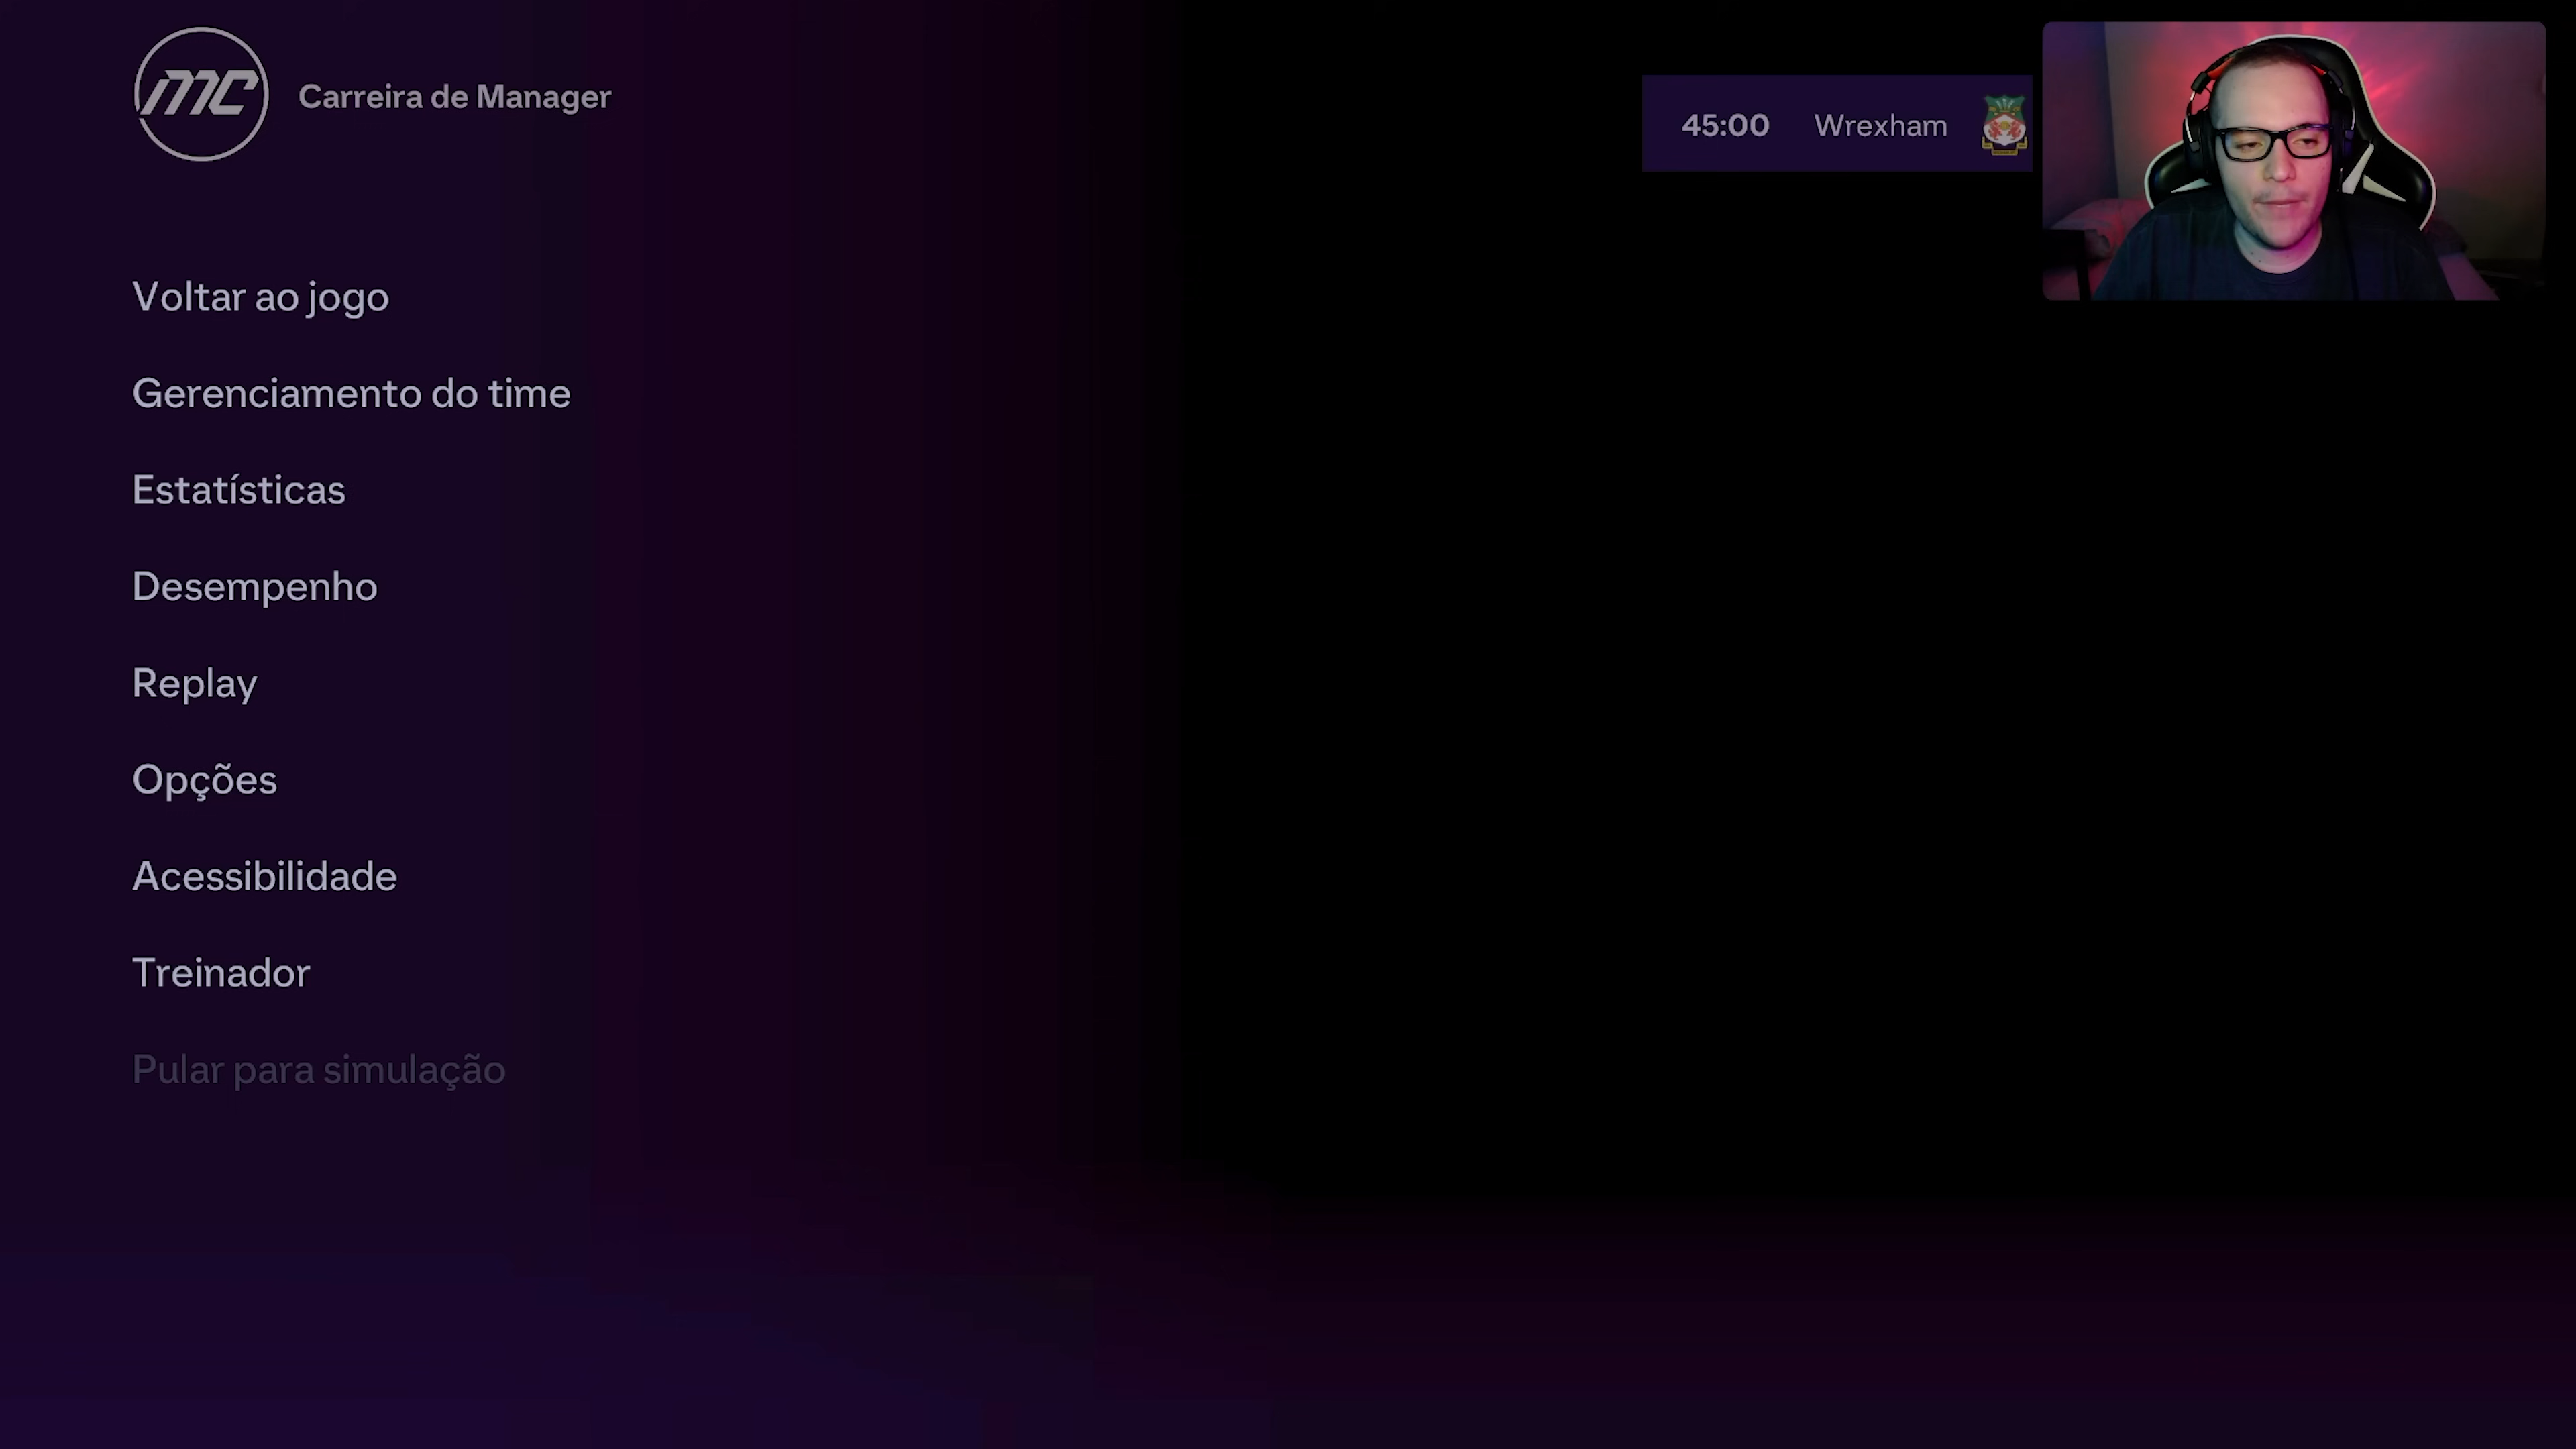 MC Carreira de Manager
45:00 Wrexham
Voltar ao jogo
Gerenciamento do time
Estatísticas
Desempenho
Replay
Opções
Acessibilidade
Treinador
Pular para simulação